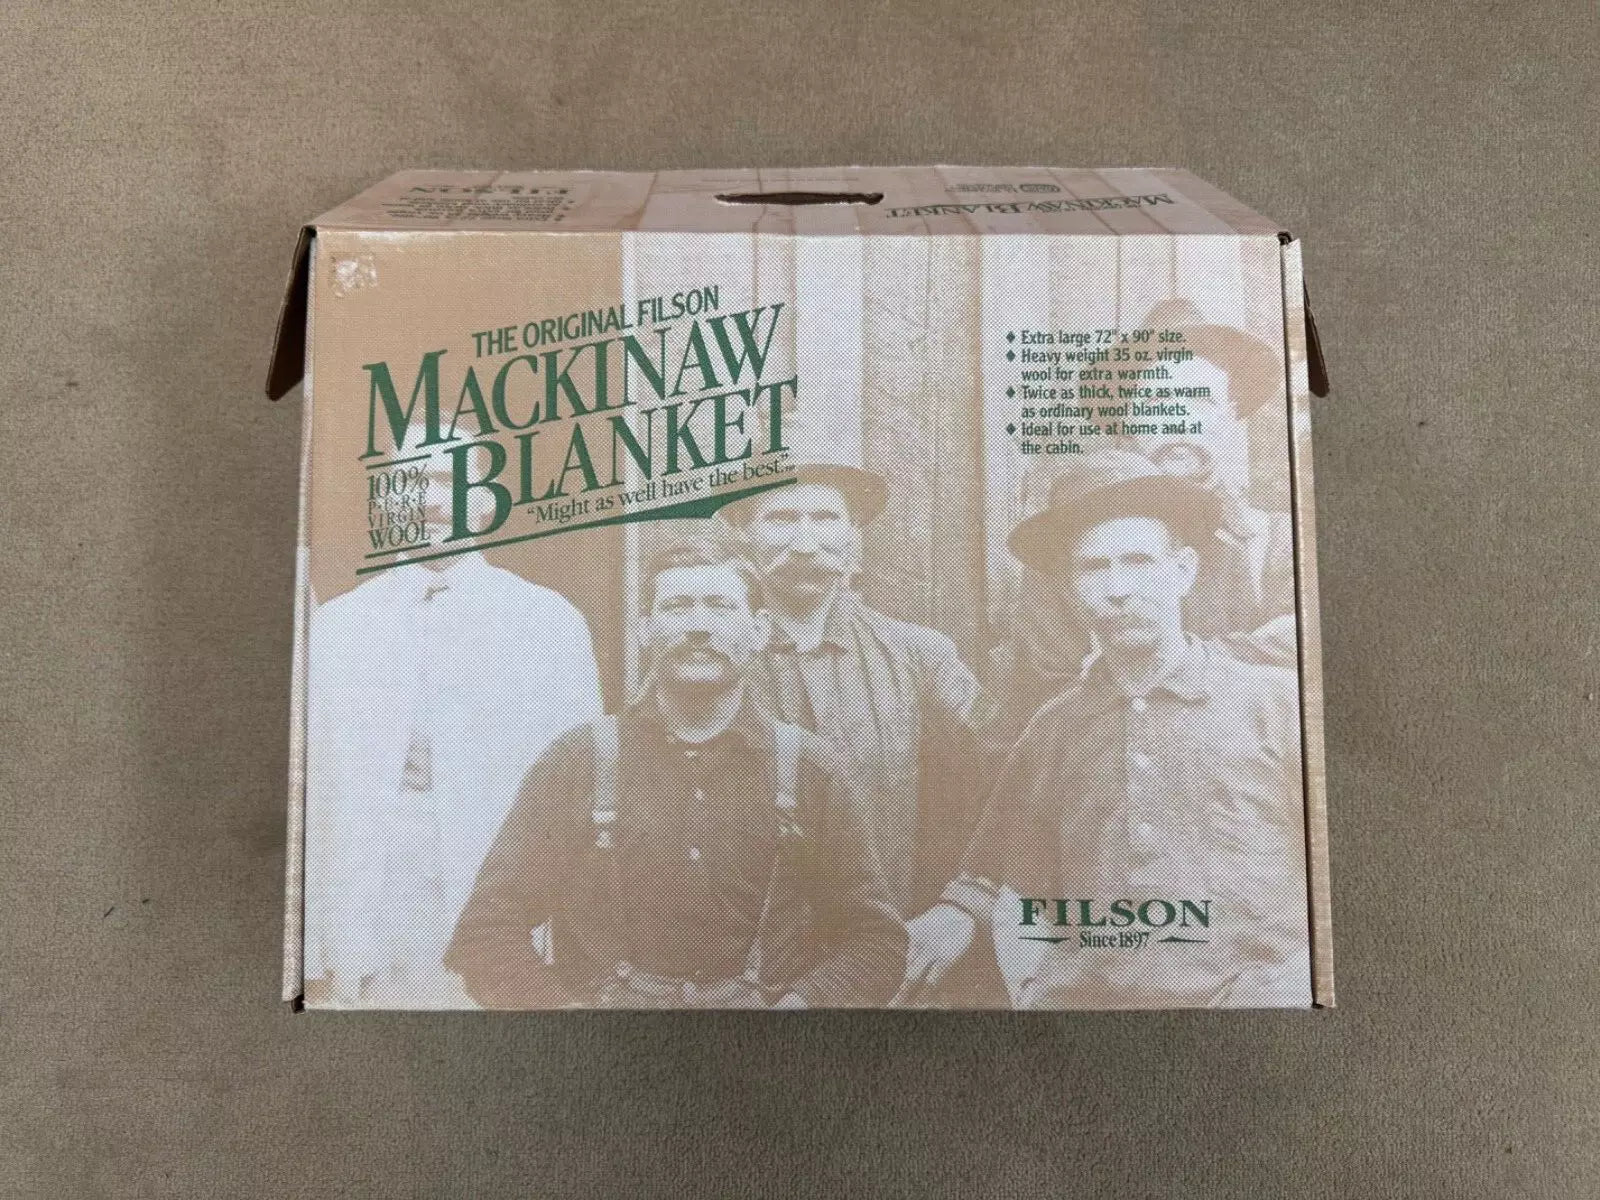 FILSON
MACKINAW BLANKET
THE ORIGINAL FILSON
MACKINAW
BLANKET
100%
P·U·R·E
VIRGIN
WOOL
"Might as well have the best."
♦ Extra large 72" x 90" size.
♦ Heavy weight 35 oz. virgin
wool for extra warmth.
♦ Twice as thick, twice as warm
as ordinary wool blankets.
♦ Ideal for use at home and at
the cabin.
FILSON
Since 1897